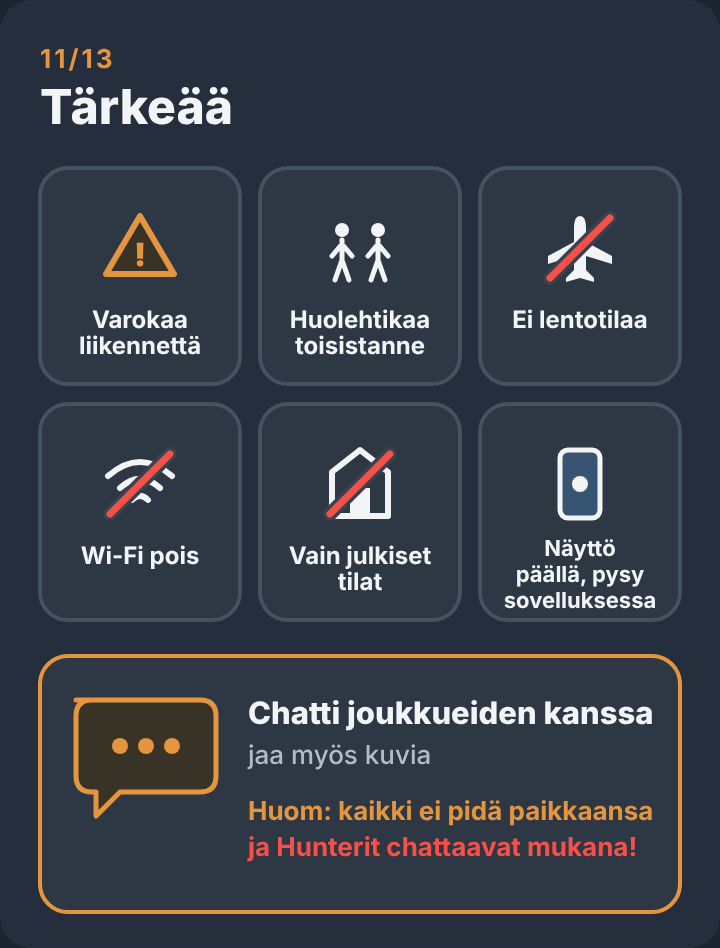 11/13
Tärkeää
Varokaa
liikennettä
Huolehtikaa
toisistanne
Ei lentotilaa
Wi-Fi pois
Vain julkiset
tilat
Näyttö
päällä, pysy
sovelluksessa
Chatti joukkueiden kanssa
jaa myös kuvia
Huom: kaikki ei pidä paikkaansa
ja Hunterit chattaavat mukana!